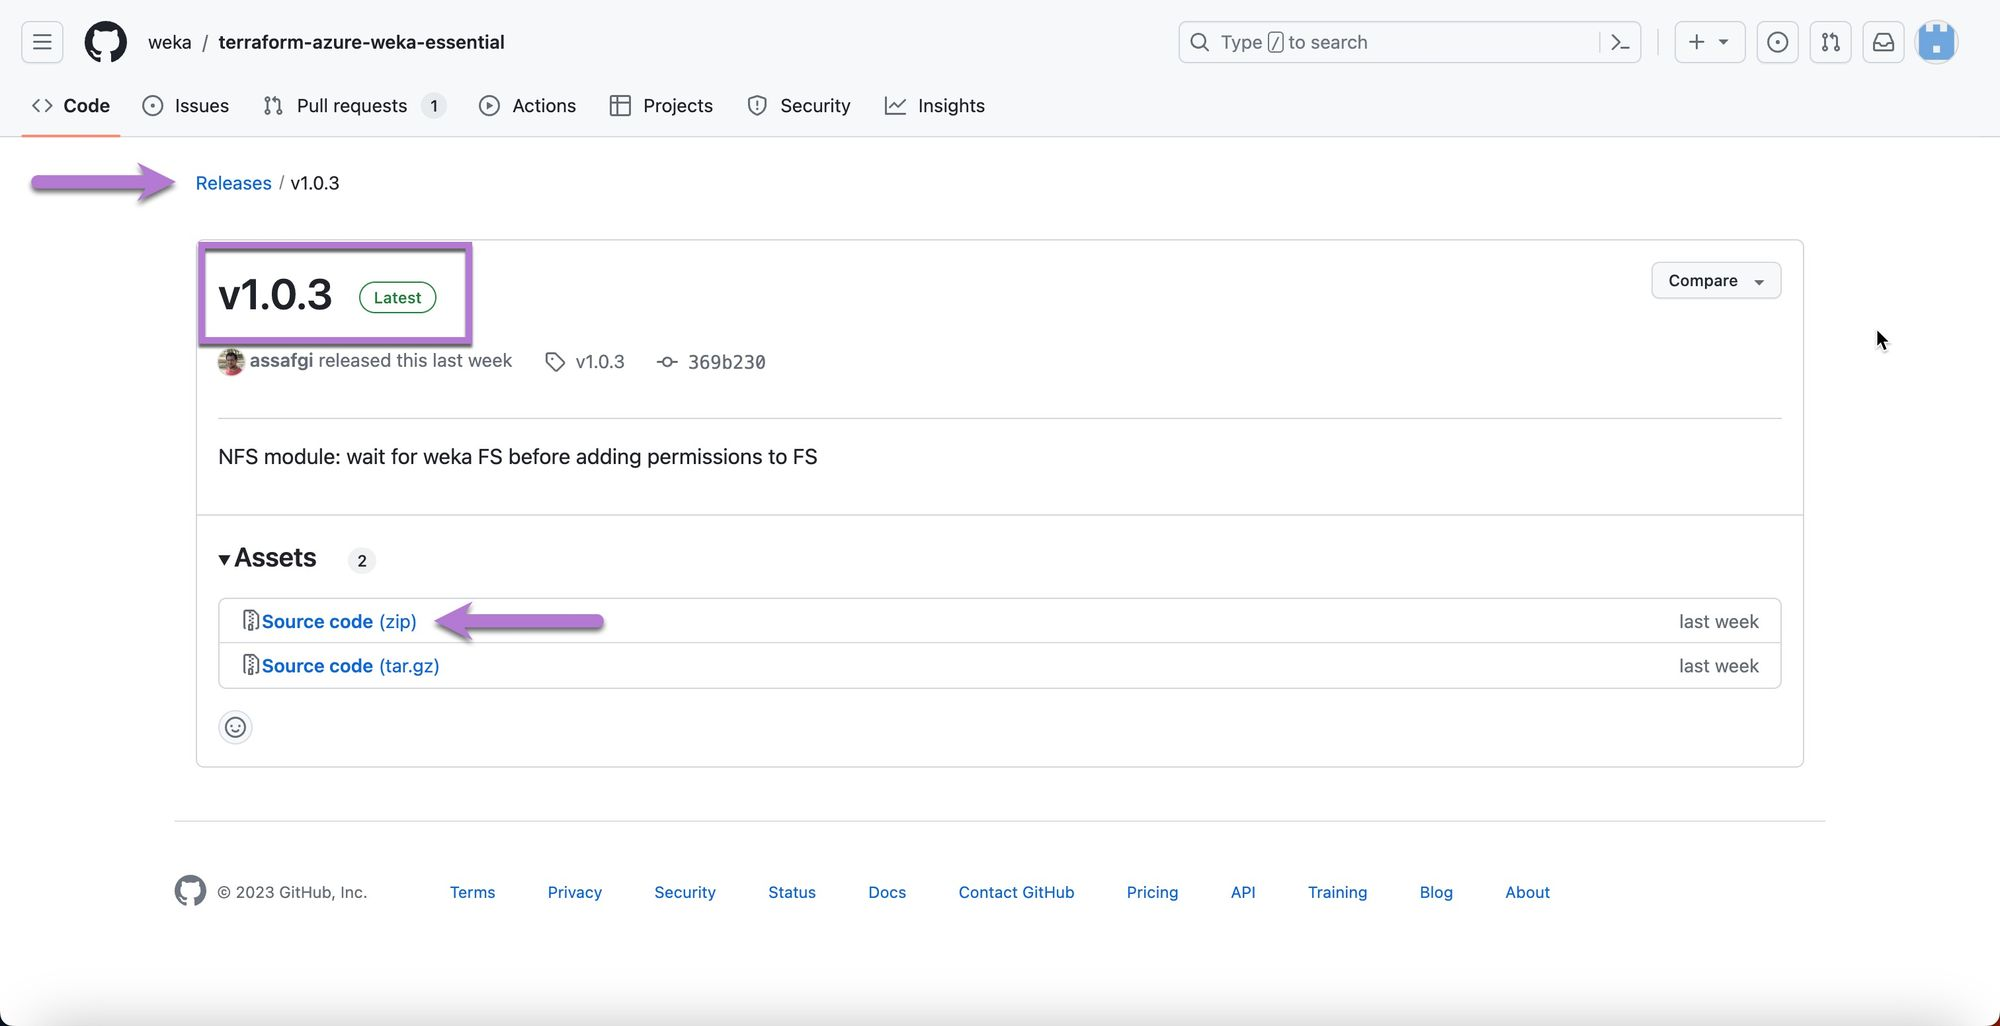 weka / terraform-azure-weka-essential
Type / to search
Code
Issues
Pull requests 1
Actions
Projects
Security
Insights
Releases / v1.0.3
v1.0.3 Latest
Compare
assafgi released this last week v1.0.3 369b230
NFS module: wait for weka FS before adding permissions to FS
Assets 2
Source code (zip) last week
Source code (tar.gz) last week
© 2023 GitHub, Inc. Terms Privacy Security Status Docs Contact GitHub Pricing API Training Blog About